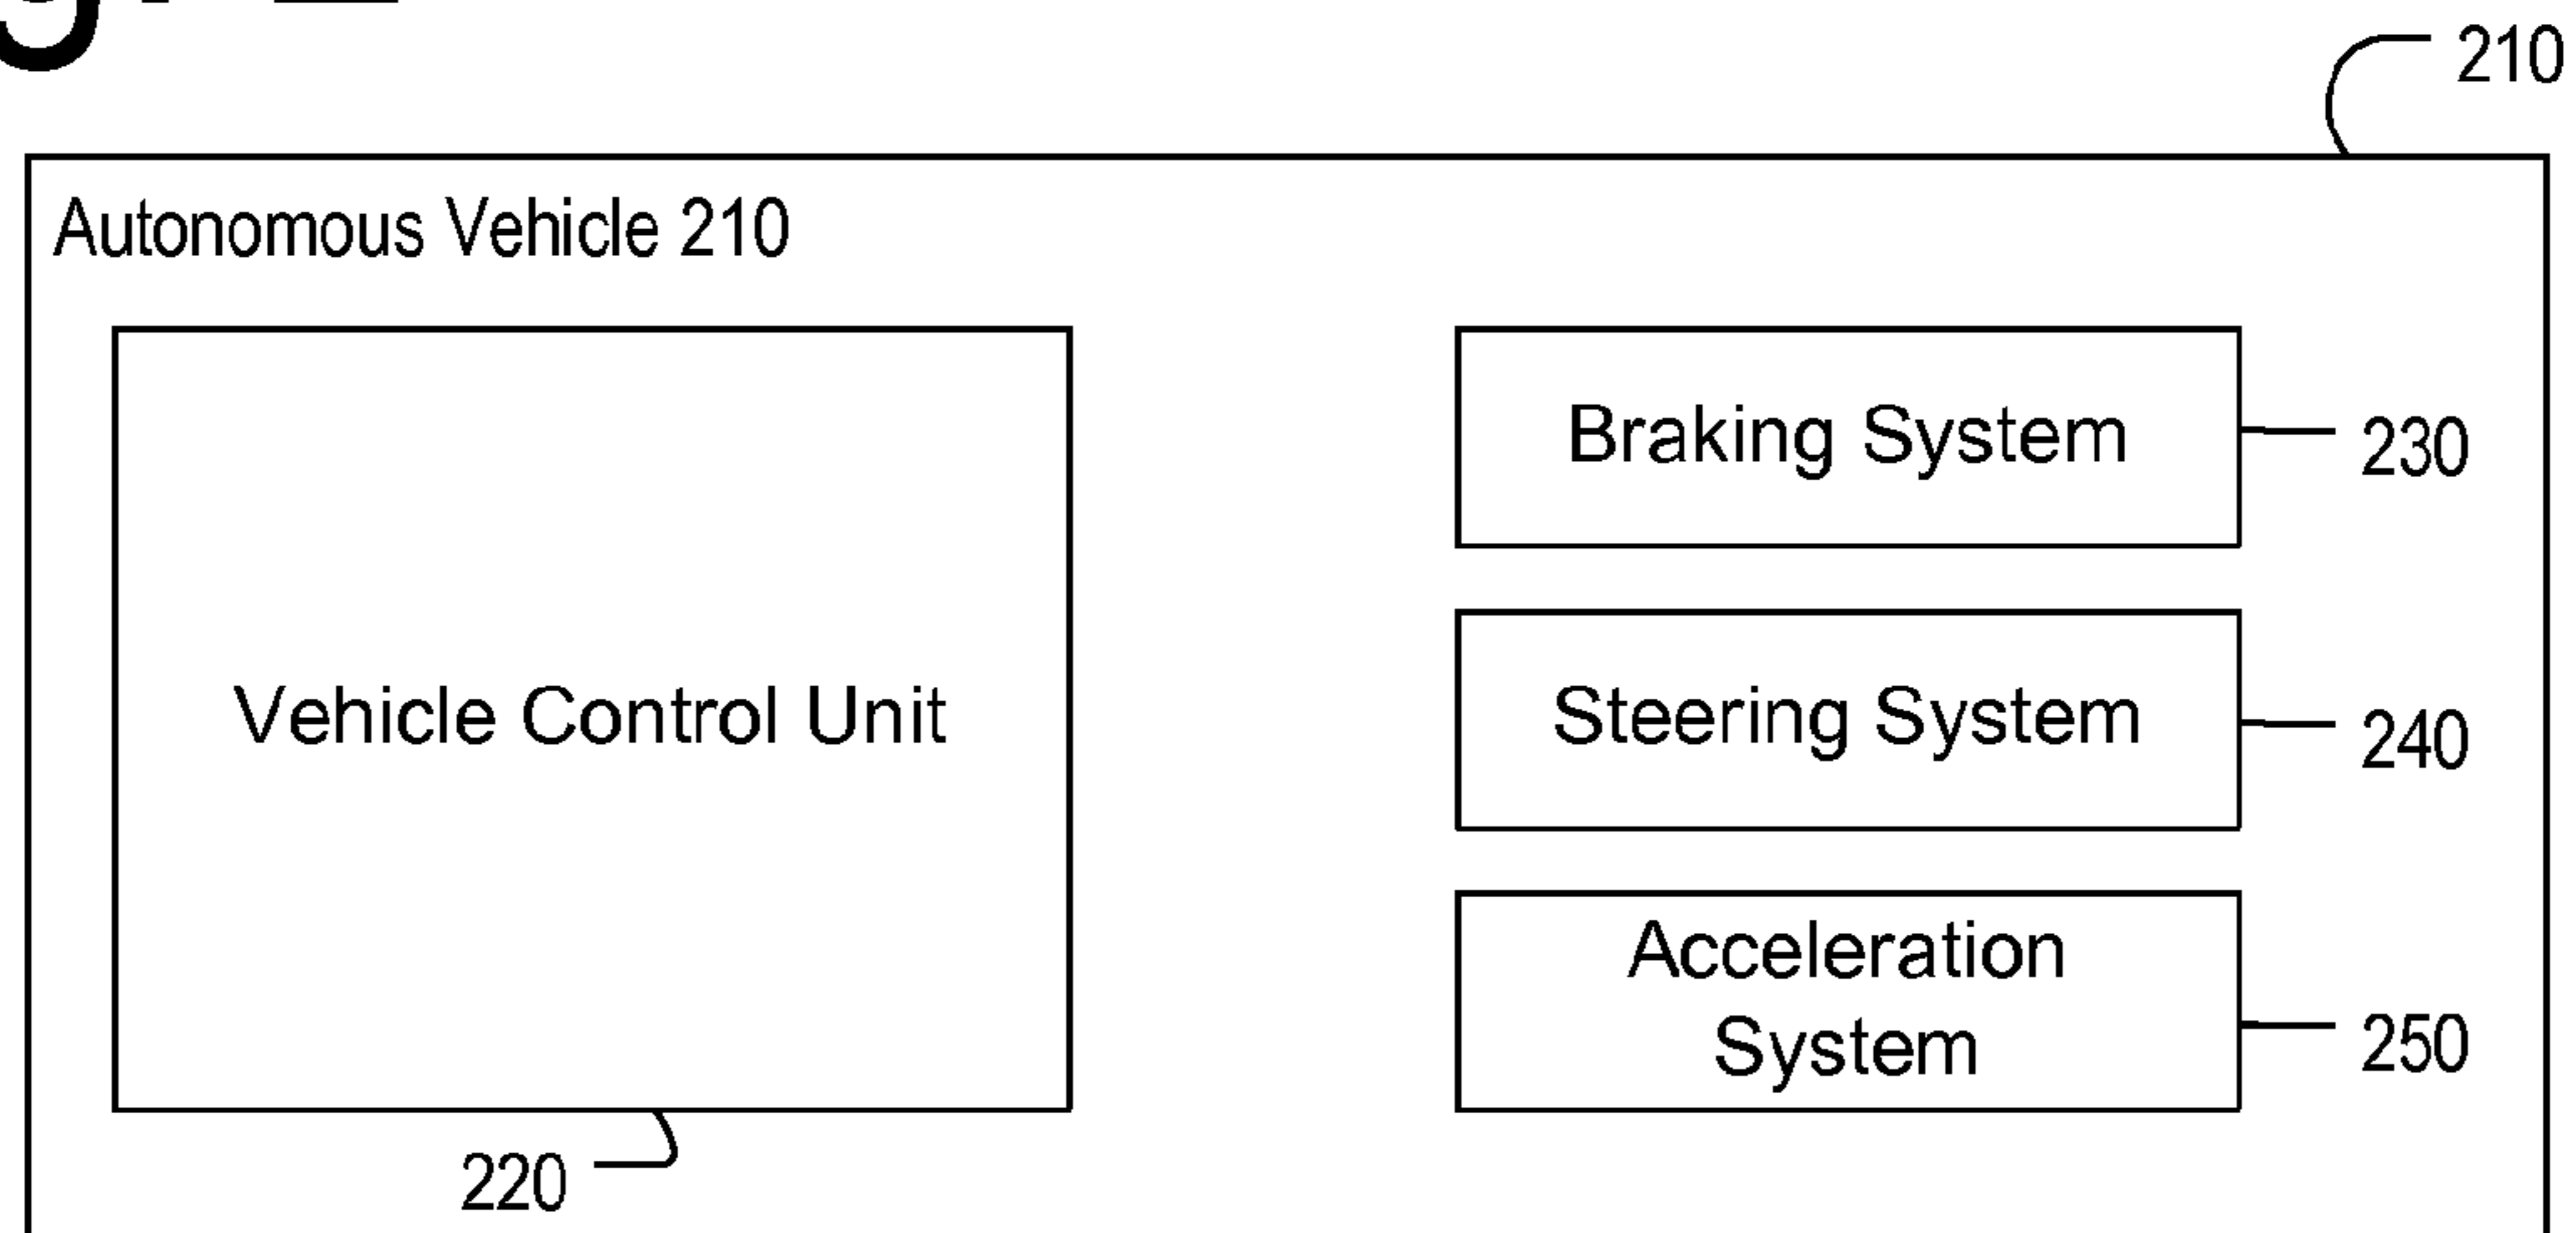 210
Autonomous Vehicle 210
Braking System
230
Vehicle Control Unit
Steering System
240
Acceleration
System
250
220